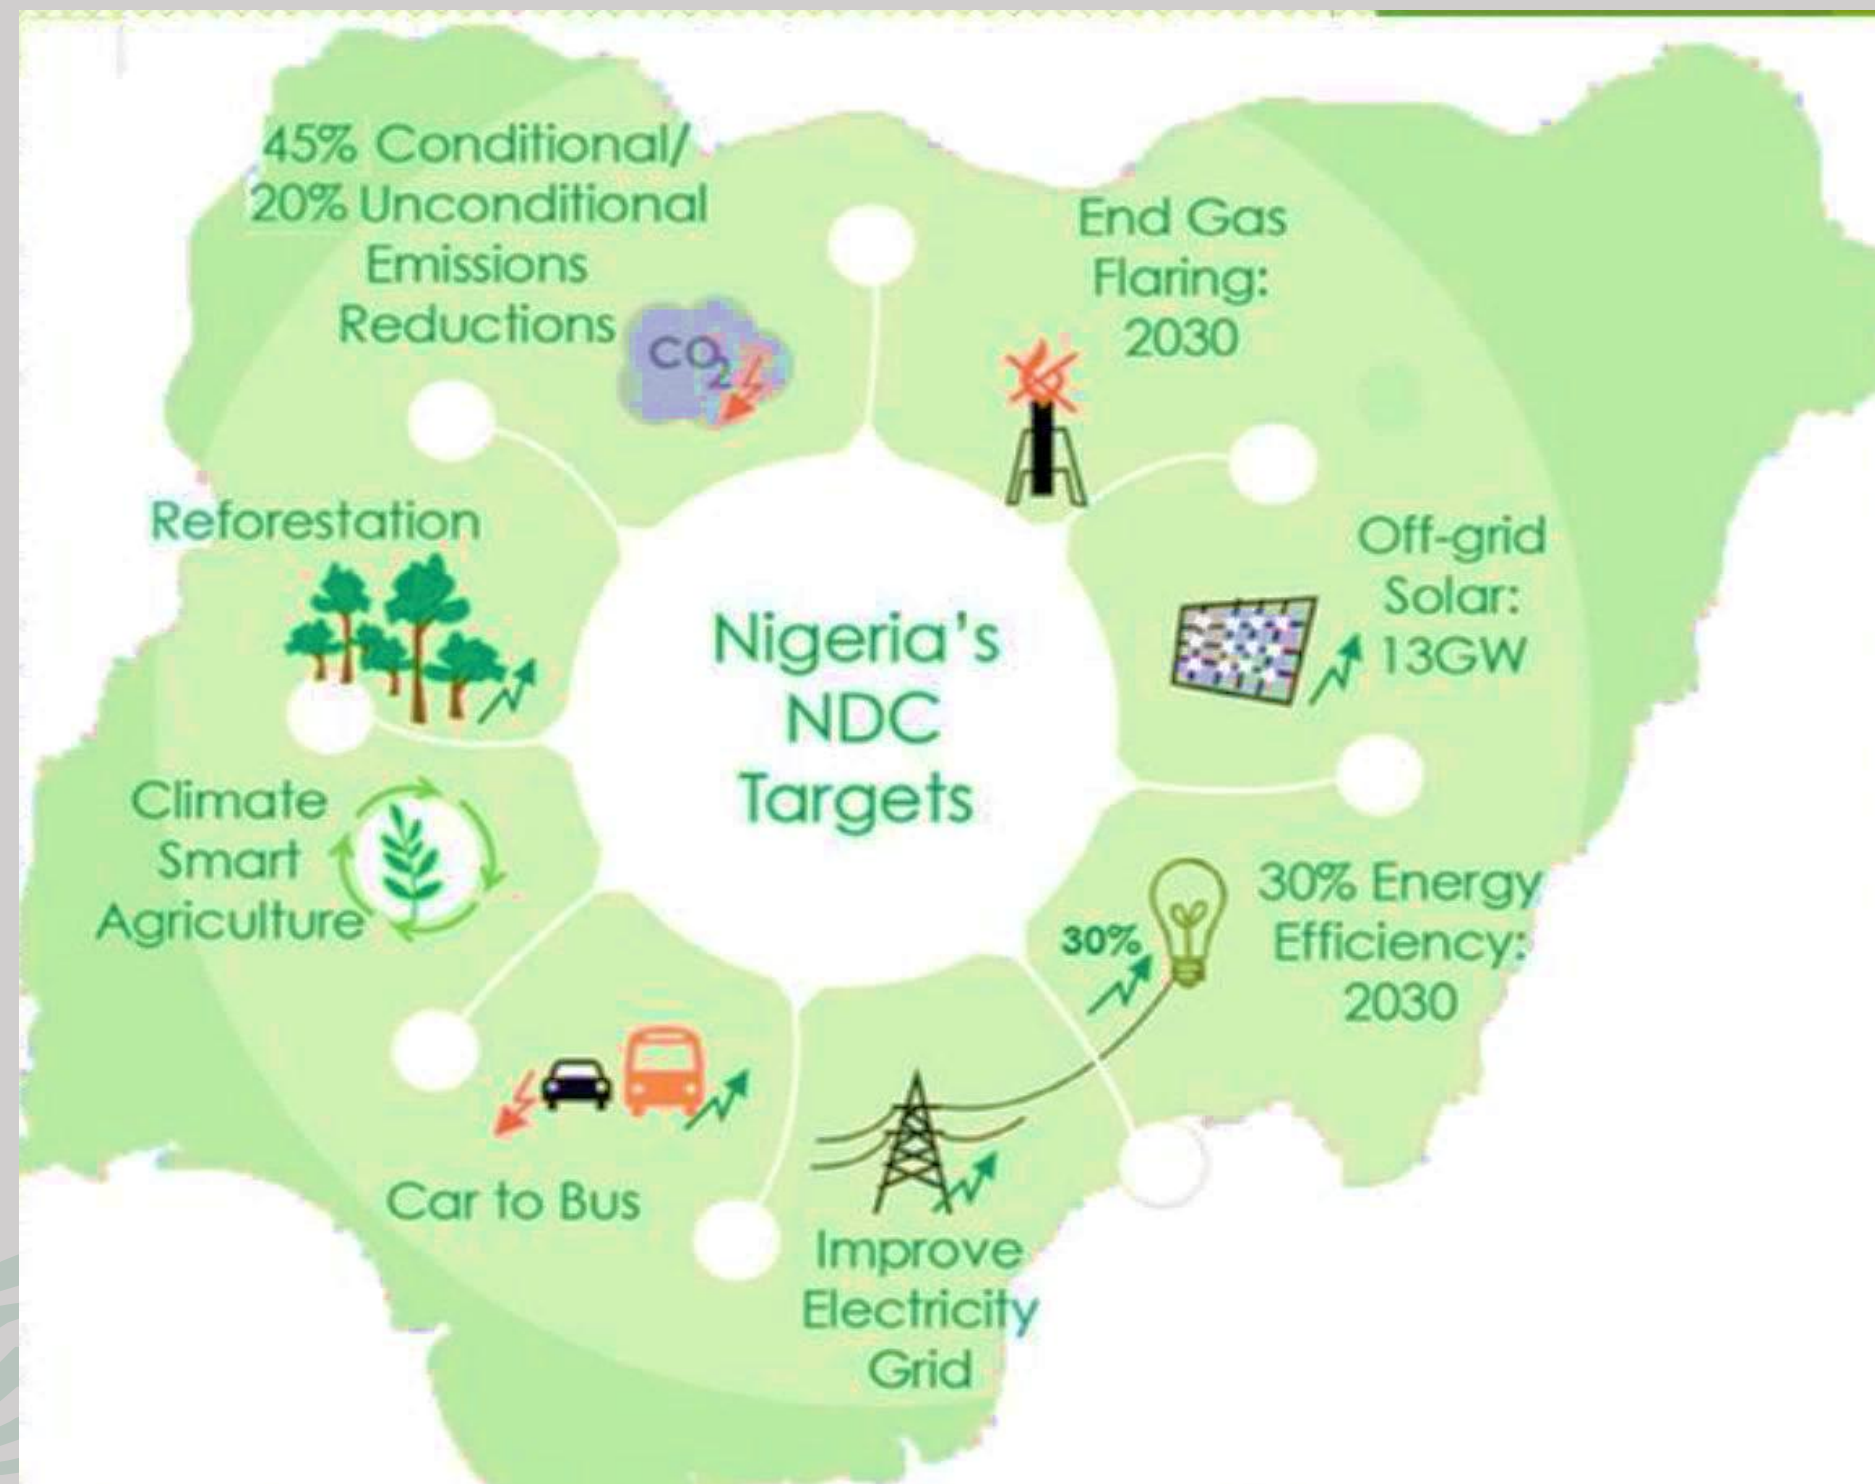 45% Conditional/
20% Unconditional
Emissions
Reductions
CO2
End Gas
Flaring:
2030
Reforestation
Off-grid
Solar:
13GW
Nigeria's
NDC
Targets
Climate
Smart
Agriculture
30% Energy
Efficiency:
2030
30%
Car to Bus
Improve
Electricity
Grid